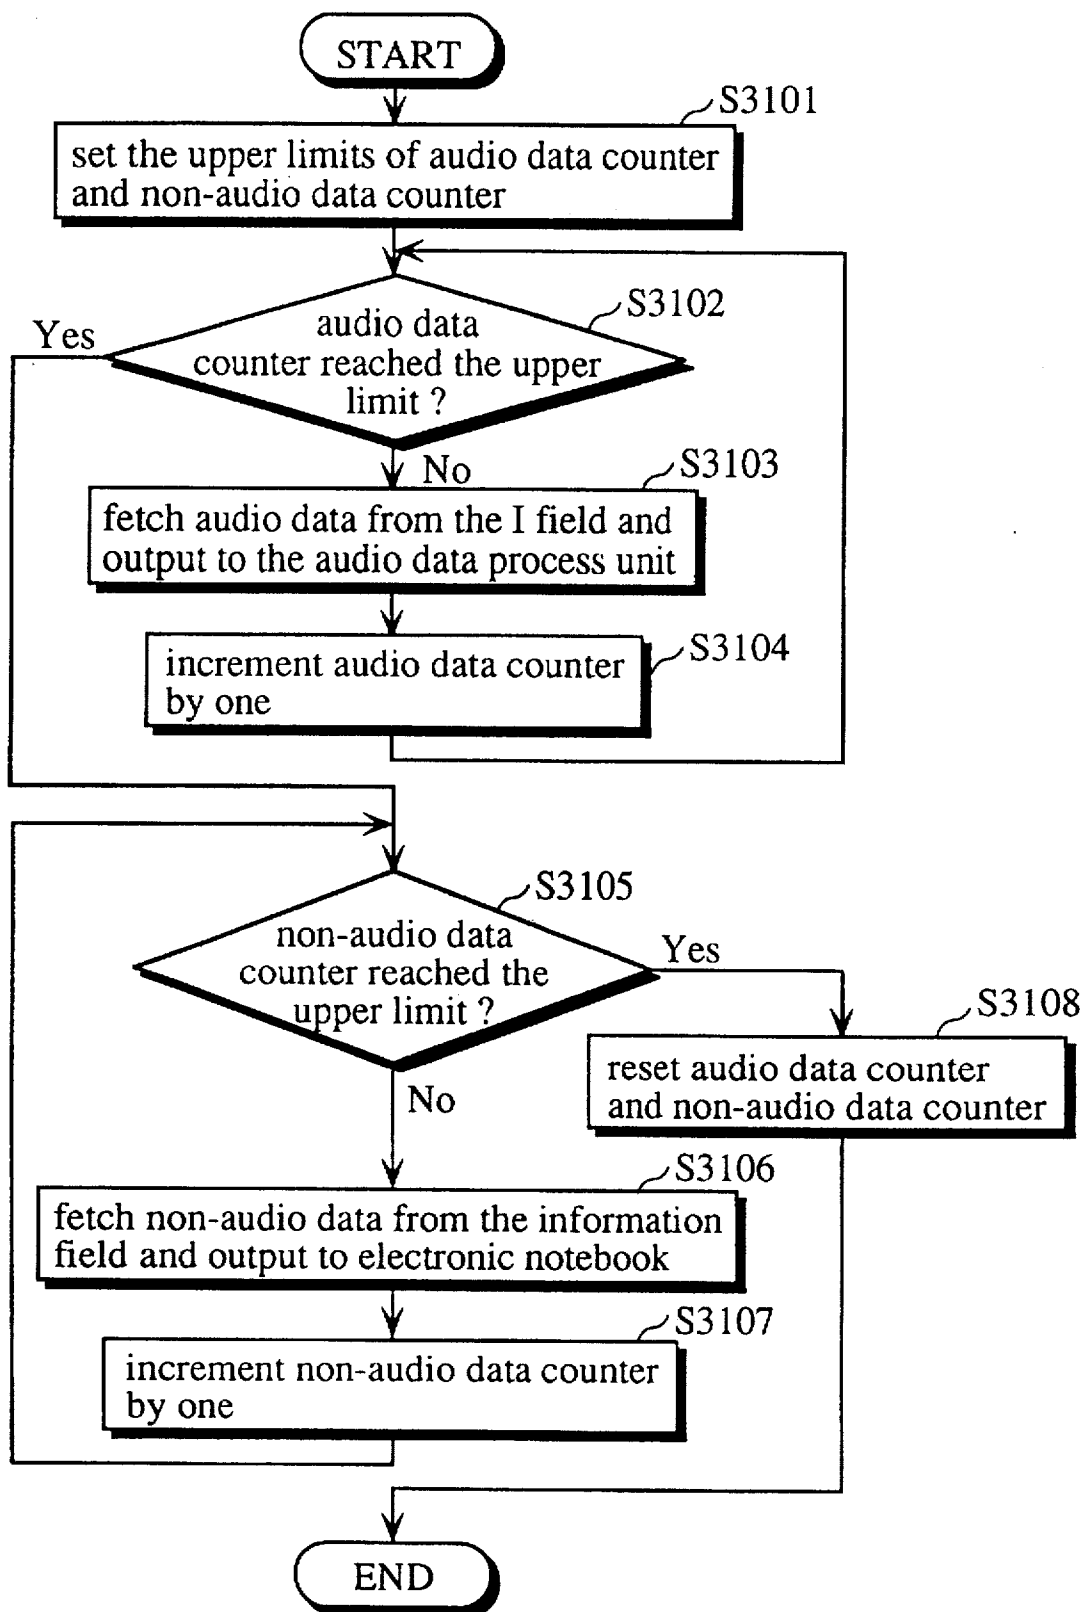 START
S3101
set the upper limits of audio data counter
and non-audio data counter
S3102
Yes
audio data
counter reached the upper
limit ?
No
S3103
fetch audio data from the I field and
output to the audio data process unit
S3104
increment audio data counter
by one
S3105
non-audio data
counter reached the
upper limit ?
Yes
S3108
reset audio data counter
and non-audio data counter
No
S3106
fetch non-audio data from the information
field and output to electronic notebook
S3107
increment non-audio data counter
by one
END